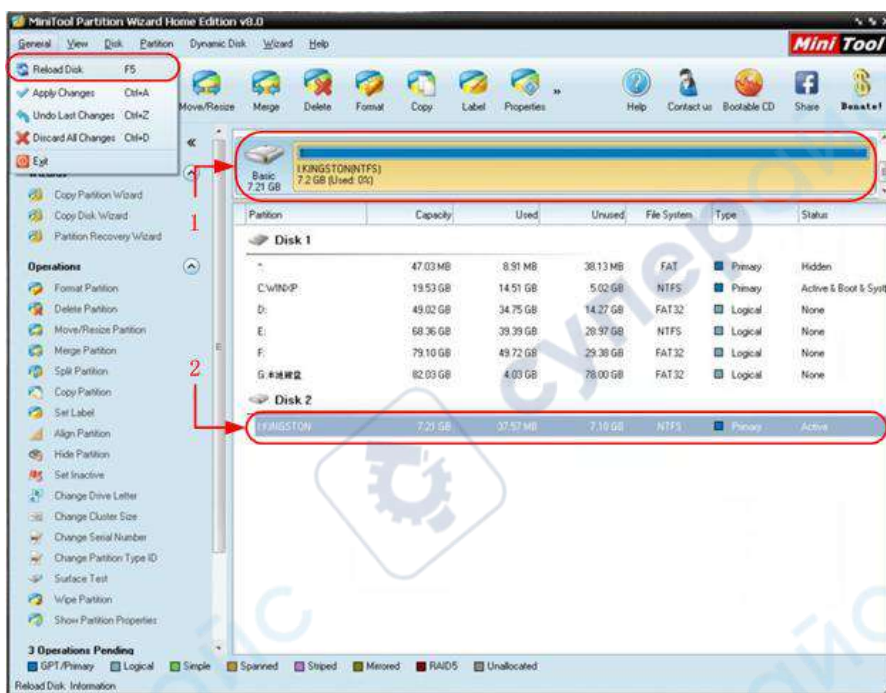 MiniTool Partition Wizard Home Edition v8.0
General View Disk Partition Dynamic Disk Wizard Help
Mini Tool
Reload Disk F5
Apply Changes Ctrl+A
Undo Last Changes Ctrl+Z
Discard All Changes Ctrl+D
Exit
Move/Resize Merge Delete Format Copy Label Properties » Help Contact us Bootable CD Share Donate!
«
Basic
7.21 GB
I:KINGSTON(NTFS)
7.2 GB (Used: 0%)
1
Copy Partition Wizard
Copy Disk Wizard
Partition Recovery Wizard
Operations
Format Partition
Delete Partition
Move/Resize Partition
Merge Partition
Split Partition
Copy Partition
Set Label
Align Partition
Hide Partition
Set Inactive
Change Drive Letter
Change Cluster Size
Change Serial Number
Change Partition Type ID
Surface Test
Wipe Partition
Show Partition Properties
3 Operations Pending
2
Partition Capacity Used Unused File System Type Status
Disk 1
*: 47.03 MB 8.91 MB 38.13 MB FAT Primary Hidden
C:WINXP 19.53 GB 14.51 GB 5.02 GB NTFS Primary Active & Boot & Syst
D: 49.02 GB 34.75 GB 14.27 GB FAT32 Logical None
E: 68.36 GB 39.39 GB 28.97 GB NTFS Logical None
F: 79.10 GB 49.72 GB 29.38 GB FAT32 Logical None
G:本地磁盘 82.03 GB 4.03 GB 78.00 GB FAT32 Logical None
Disk 2
I:KINGSTON 7.21 GB 37.57 MB 7.18 GB NTFS Primary Active
GPT/Primary Logical Simple Spanned Striped Mirrored RAID5 Unallocated
Reload Disk Information
супер
айс